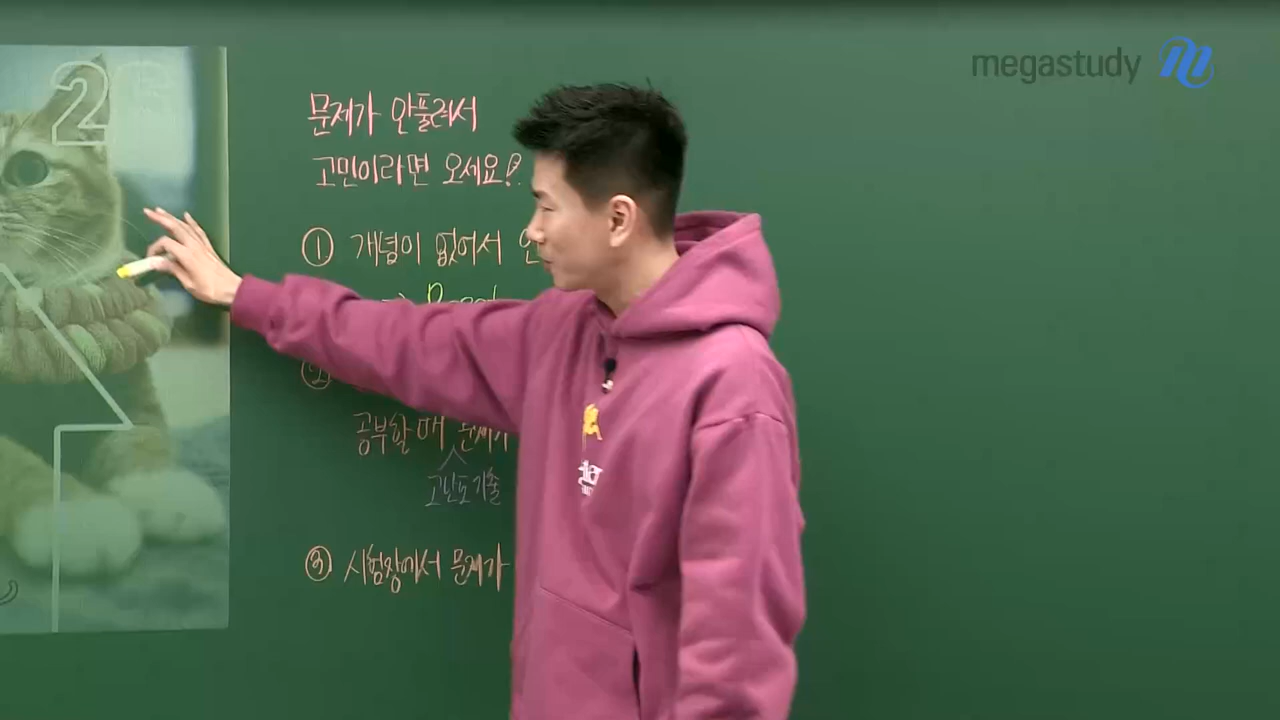 megastudy
2
문제가 안풀려서
고민이라면 오세요!
① 개념이 없어서
②
공부할 때 문제가
고난도 기출
③ 시험장에서 문제가